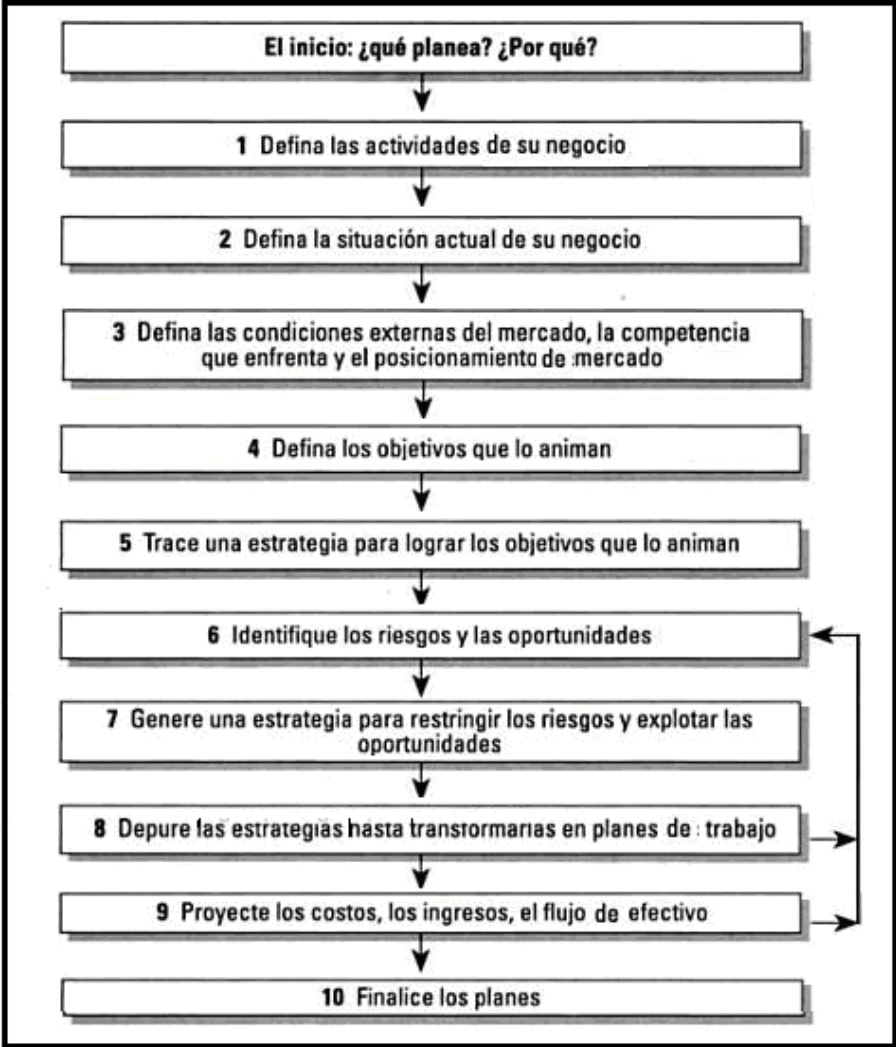 El inicio: ¿qué planea? ¿Por qué?
1 Defina las actividades de su negocio
2 Defina la situación actual de su negocio
3 Defina las condiciones externas del mercado, la competencia
que enfrenta y el posicionamiento de mercado
4 Defina los objetivos que lo animan
5 Trace una estrategia para lograr los objetivos que lo animan
6 Identifique los riesgos y las oportunidades
7 Genere una estrategia para restringir los riesgos y explotar las
oportunidades
8 Depure las estrategias hasta transformarias en planes de trabajo
9 Proyecte los costos, los ingresos, el flujo de efectivo
10 Finalice los planes